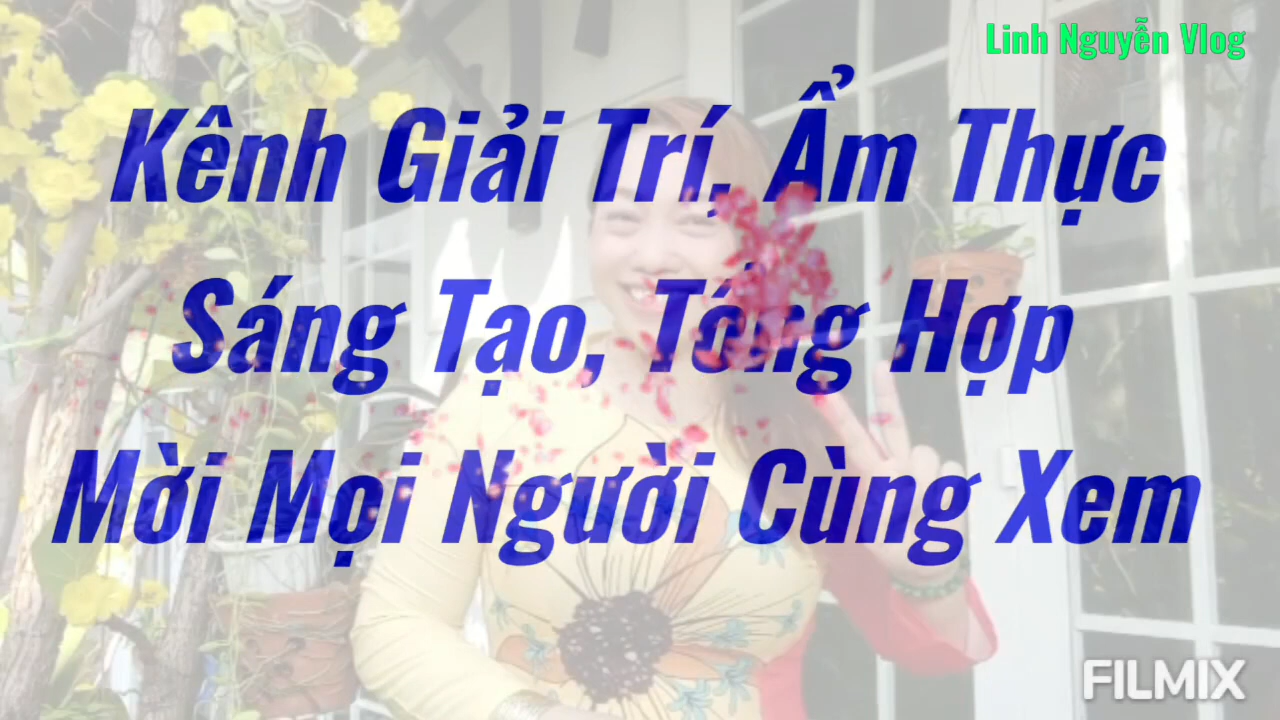 Linh Nguyễn Vlog
Kênh Giải Trí, Ẩm Thực
Sáng Tạo, Tổng Hợp
Mời Mọi Người Cùng Xem
FILMIX